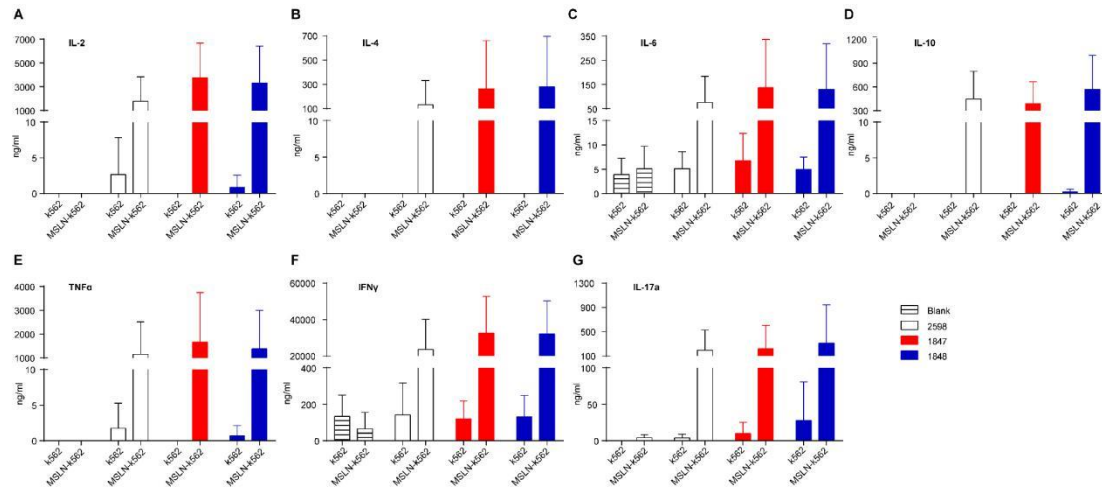 A
IL-2
7000
5000
3000
1000
10
5
0
ng/ml
k562
MSLN-k562
k562
MSLN-k562
k562
MSLN-k562
k562
MSLN-k562
B
IL-4
700
500
300
100
10
5
0
k562
MSLN-k562
k562
MSLN-k562
k562
MSLN-k562
k562
MSLN-k562
C
IL-6
350
250
150
50
15
10
5
0
k562
MSLN-k562
k562
MSLN-k562
k562
MSLN-k562
k562
MSLN-k562
D
IL-10
1200
900
600
300
10
5
0
ng/ml
k562
MSLN-k562
k562
MSLN-k562
k562
MSLN-k562
k562
MSLN-k562
E
TNFα
4000
3000
2000
1000
10
5
0
ng/ml
k562
MSLN-k562
k562
MSLN-k562
k562
MSLN-k562
k562
MSLN-k562
F
IFNγ
60000
40000
20000
400
200
0
ng/ml
k562
MSLN-k562
k562
MSLN-k562
k562
MSLN-k562
k562
MSLN-k562
G
IL-17a
1300
900
500
100
100
50
0
ng/ml
k562
MSLN-k562
k562
MSLN-k562
k562
MSLN-k562
k562
MSLN-k562
Blank
2598
1847
1848